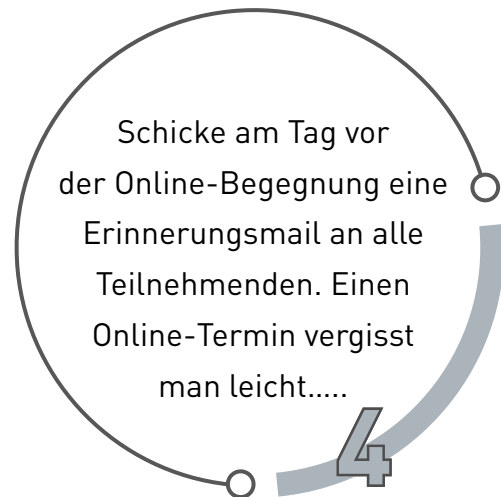 Schicke am Tag vor
der Online-Begegnung eine
Erinnerungsmail an alle
Teilnehmenden. Einen
Online-Termin vergisst
man leicht.....
4